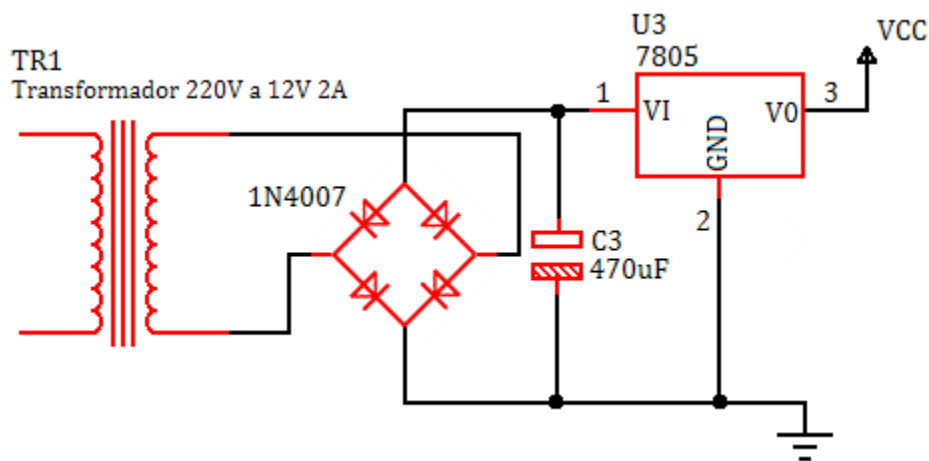 TR1
Transformador 220V a 12V 2A
U3
7805
VCC
1
VI
V0
3
GND
2
1N4007
C3
470uF